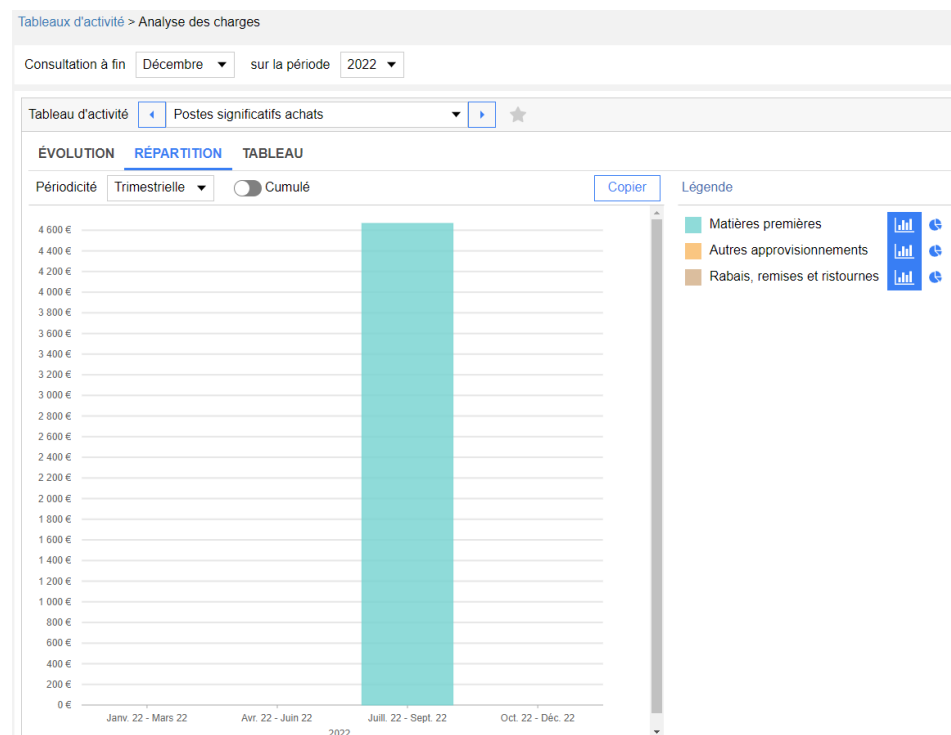 Tableaux d'activité > Analyse des charges
Consultation à fin Décembre sur la période 2022
Tableau d'activité Postes significatifs achats
ÉVOLUTION RÉPARTITION TABLEAU
Périodicité Trimestrielle Cumulé Copier Légende
Matières premières
Autres approvisionnements
Rabais, remises et ristournes
4 600 €
4 400 €
4 200 €
4 000 €
3 800 €
3 600 €
3 400 €
3 200 €
3 000 €
2 800 €
2 600 €
2 400 €
2 200 €
2 000 €
1 800 €
1 600 €
1 400 €
1 200 €
1 000 €
800 €
600 €
400 €
200 €
0 €
Janv. 22 - Mars 22 Avr. 22 - Juin 22 Juill. 22 - Sept. 22 Oct. 22 - Déc. 22
2022